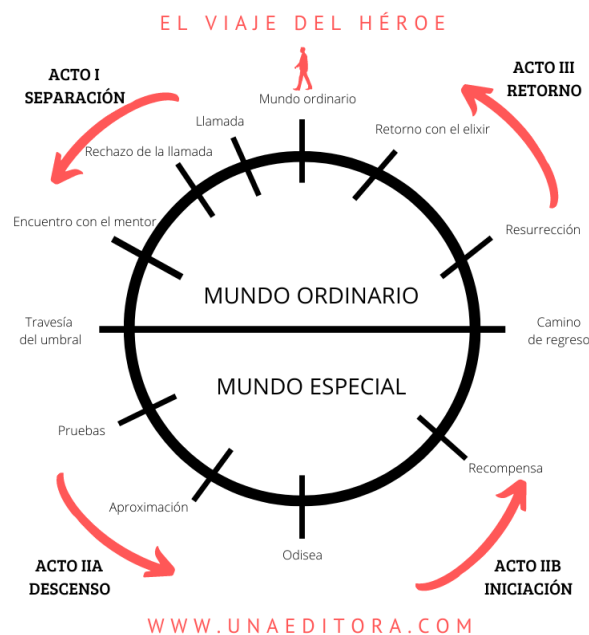 EL VIAJE DEL HÉROE
ACTO I
SEPARACIÓN
ACTO III
RETORNO
Mundo ordinario
Llamada
Retorno con el elixir
Rechazo de la llamada
Encuentro con el mentor
Resurrección
MUNDO ORDINARIO
Travesía
del umbral
Camino
de regreso
MUNDO ESPECIAL
Pruebas
Recompensa
Aproximación
Odisea
ACTO IIA
DESCENSO
ACTO IIB
INICIACIÓN
WWW.UNAEDITORA.COM